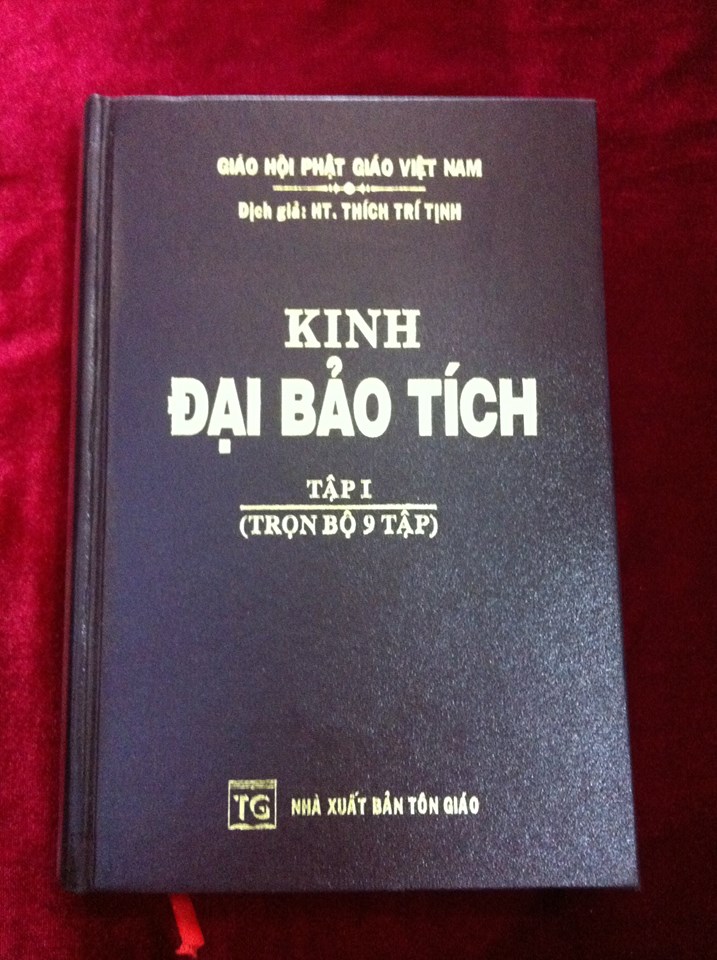 GIÁO HỘI PHẬT GIÁO VIỆT NAM
Dịch giả: HT. THÍCH TRÍ TỊNH
KINH
ĐẠI BẢO TÍCH
TẬP I
(TRỌN BỘ 9 TẬP)
TG NHÀ XUẤT BẢN TÔN GIÁO